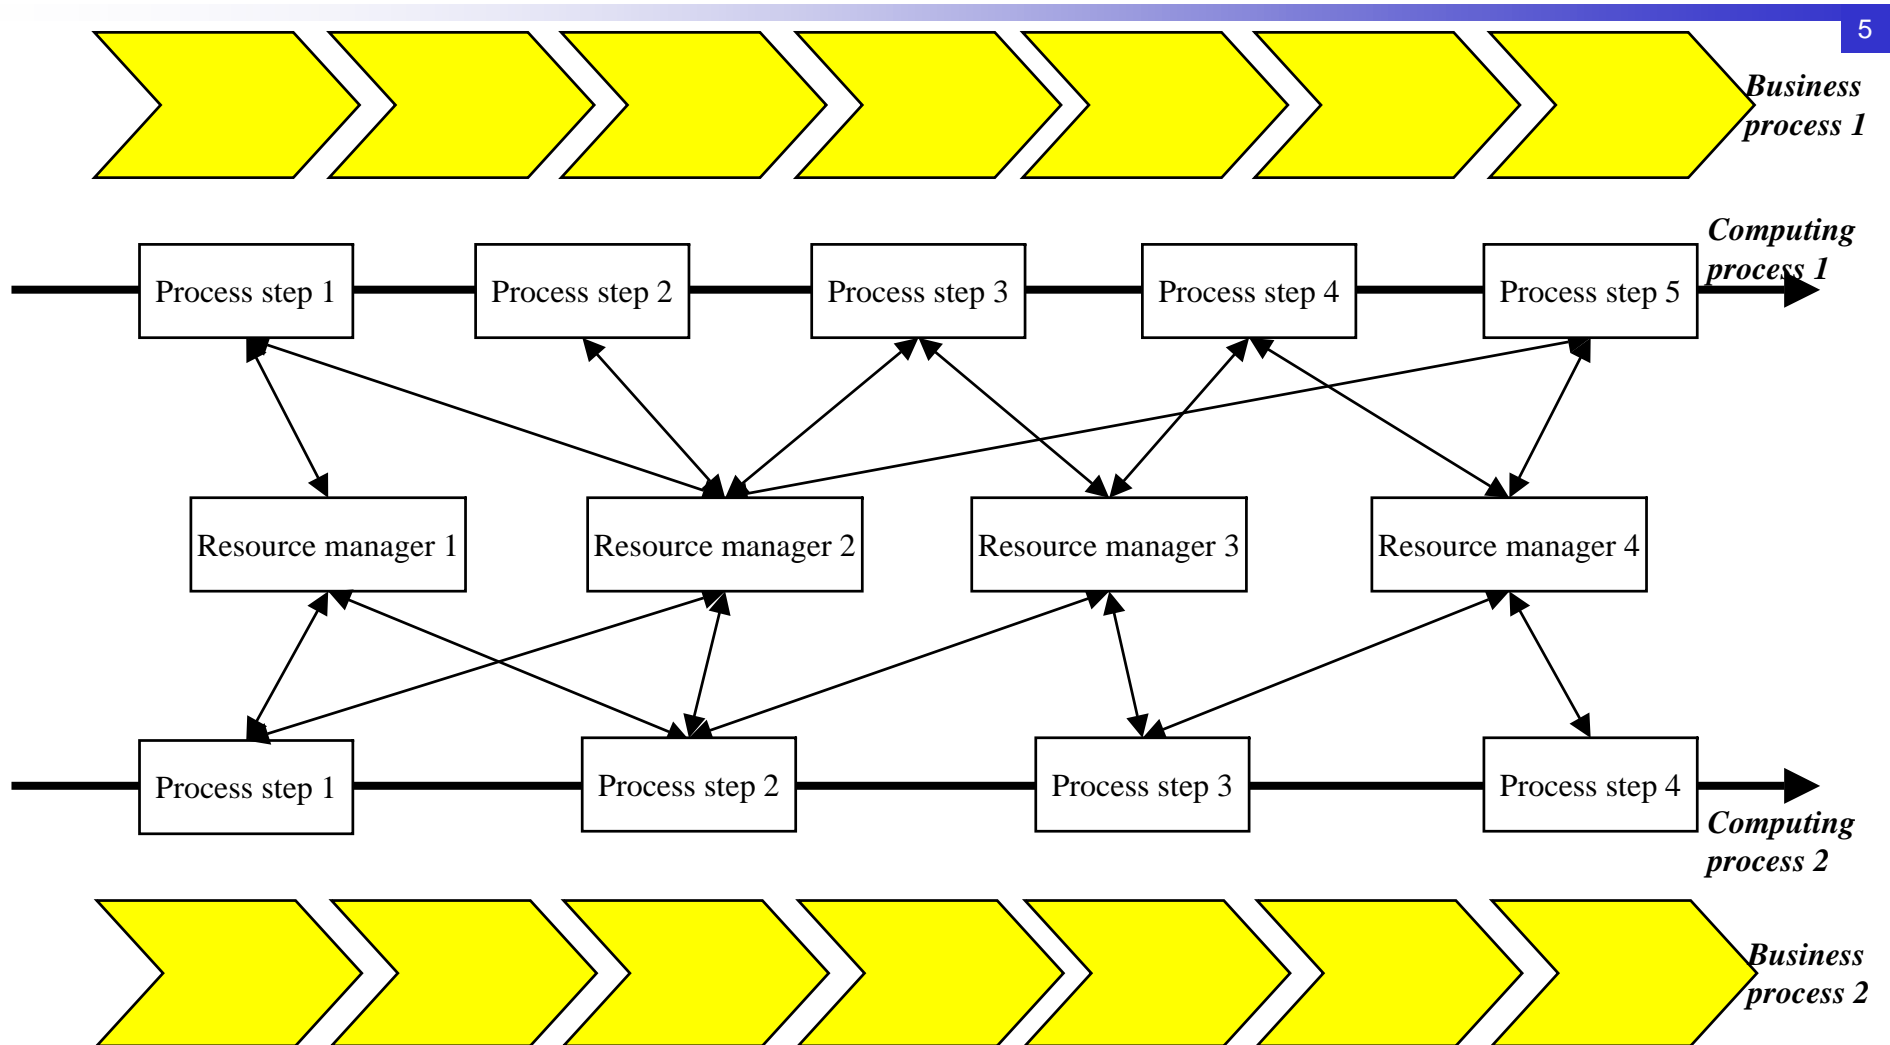 5
Business
process 1
Computing
process 1
Process step 1
Process step 2
Process step 3
Process step 4
Process step 5
Resource manager 1
Resource manager 2
Resource manager 3
Resource manager 4
Process step 1
Process step 2
Process step 3
Process step 4
Computing
process 2
Business
process 2